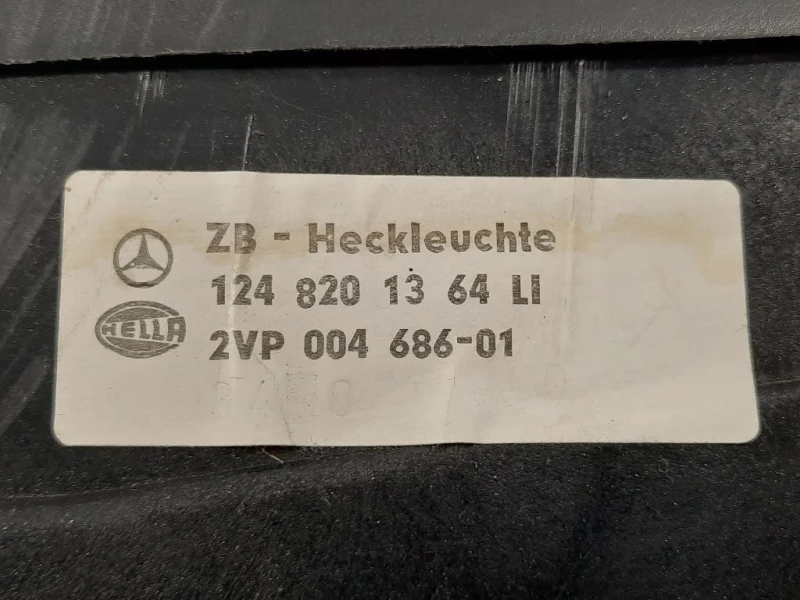 ZB - Heckleuchte
124 820 13 64 LI
HELLA
2VP 004 686-01